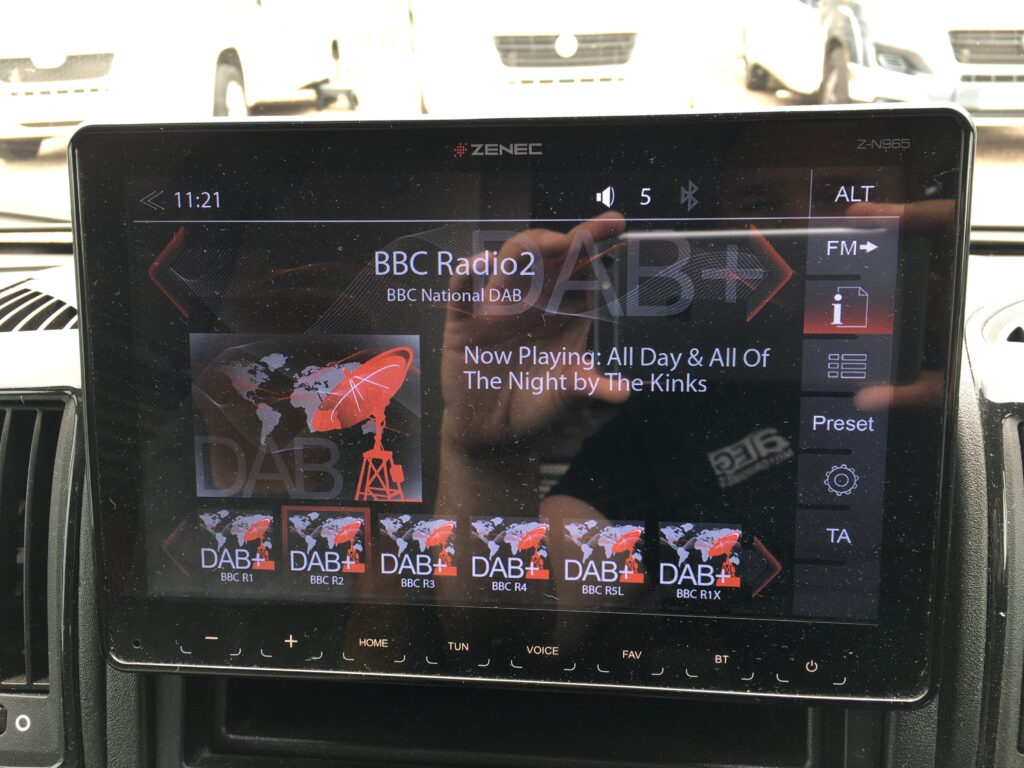 ZENEC
Z-N965
11:21
5
ALT
BBC Radio2
BBC National DAB
DAB+
FM
i
Now Playing: All Day & All Of
The Night by The Kinks
DAB
Preset
TA
DAB+
BBC R1
DAB+
BBC R2
DAB+
BBC R3
DAB+
BBC R4
DAB+
BBC R5L
DAB+
BBC R1X
− + HOME TUN VOICE FAV BT